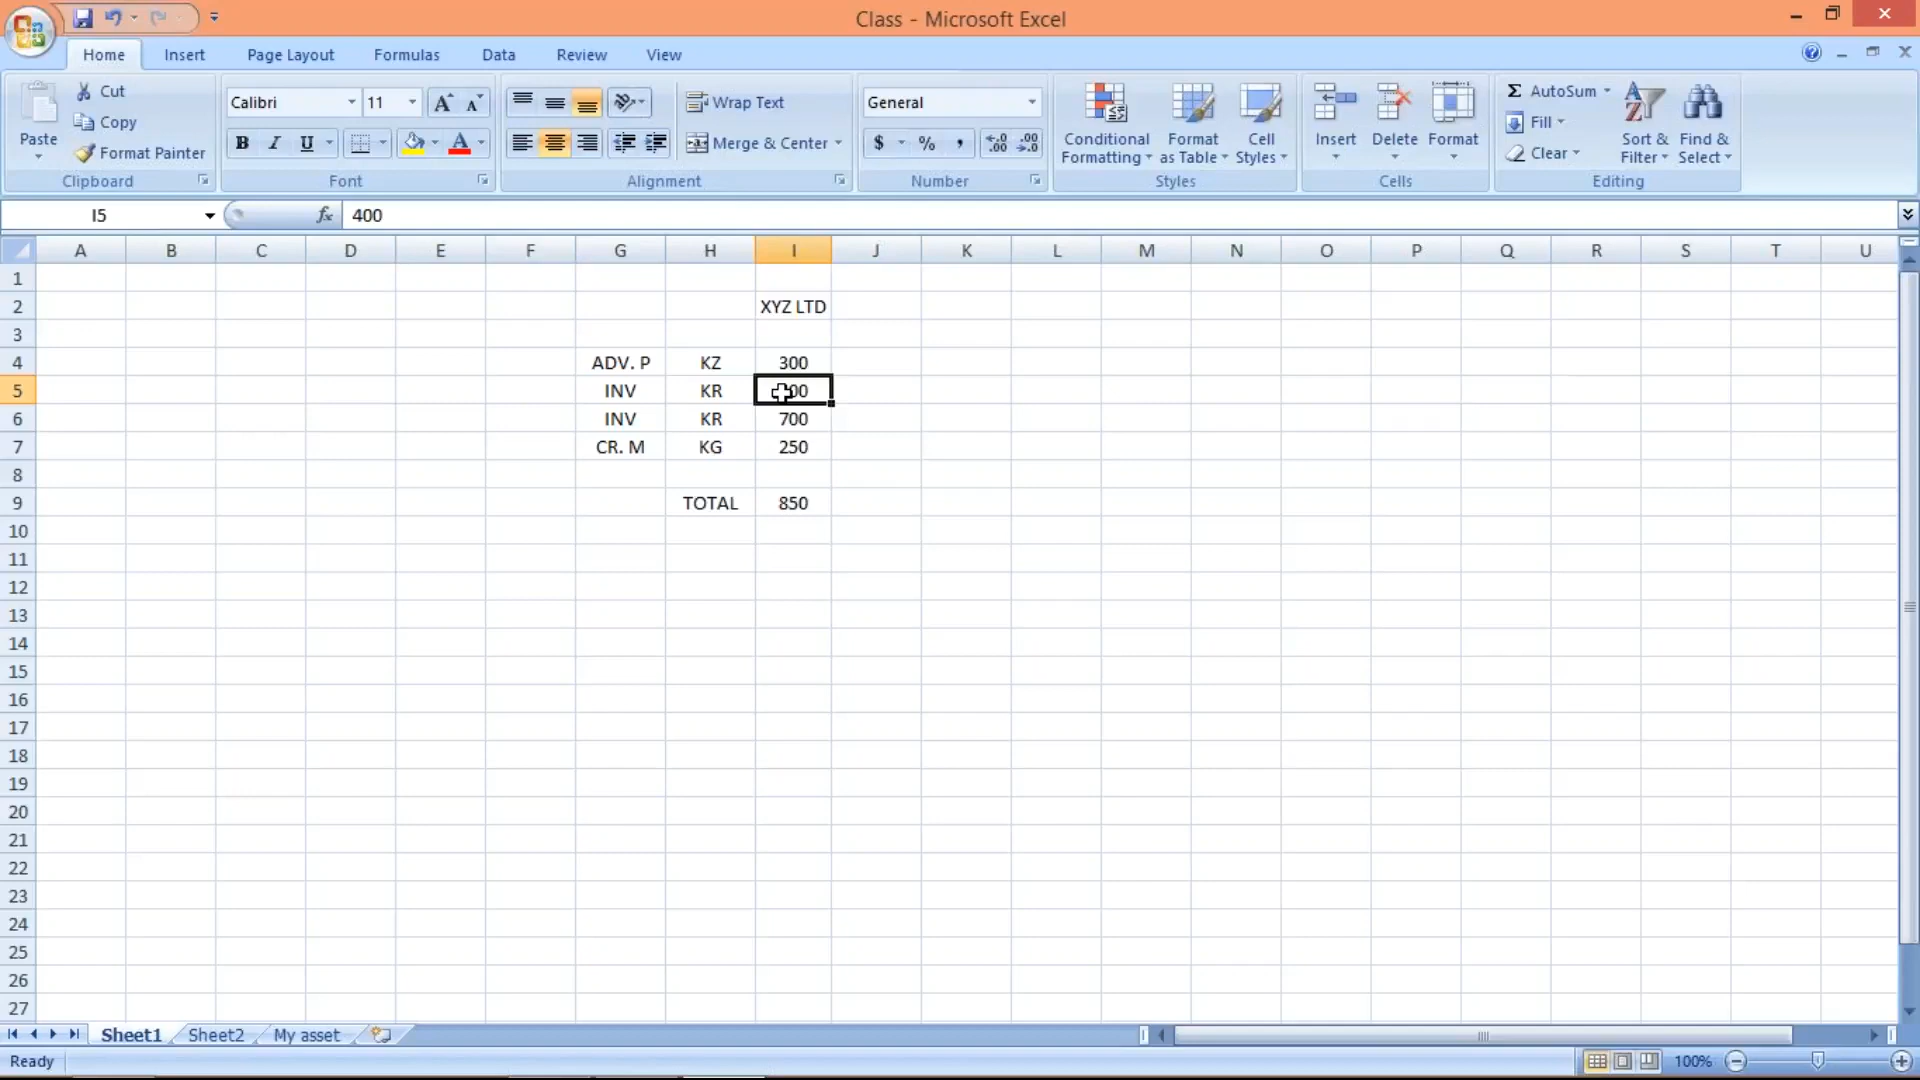 Class - Microsoft Excel
Home Insert Page Layout Formulas Data Review View
Paste Cut Copy Format Painter Clipboard
Calibri 11 A A B I U A Font
Wrap Text Merge & Center Alignment
General $ % , .00 .00 Number
Conditional Formatting Format as Table Cell Styles Styles
Insert Delete Format Cells
Σ AutoSum Fill Clear Sort & Filter Find & Select Editing
I5 fx 400
A B C D E F G H I J K L M N O P Q R S T U
1
2 XYZ LTD
3
4 ADV. P KZ 300
5 INV KR
6 INV KR 700
7 CR. M KG 250
8
9 TOTAL 850
10
11
12
13
14
15
16
17
18
19
20
21
22
23
24
25
26
27
Sheet1 Sheet2 My asset
Ready 100%